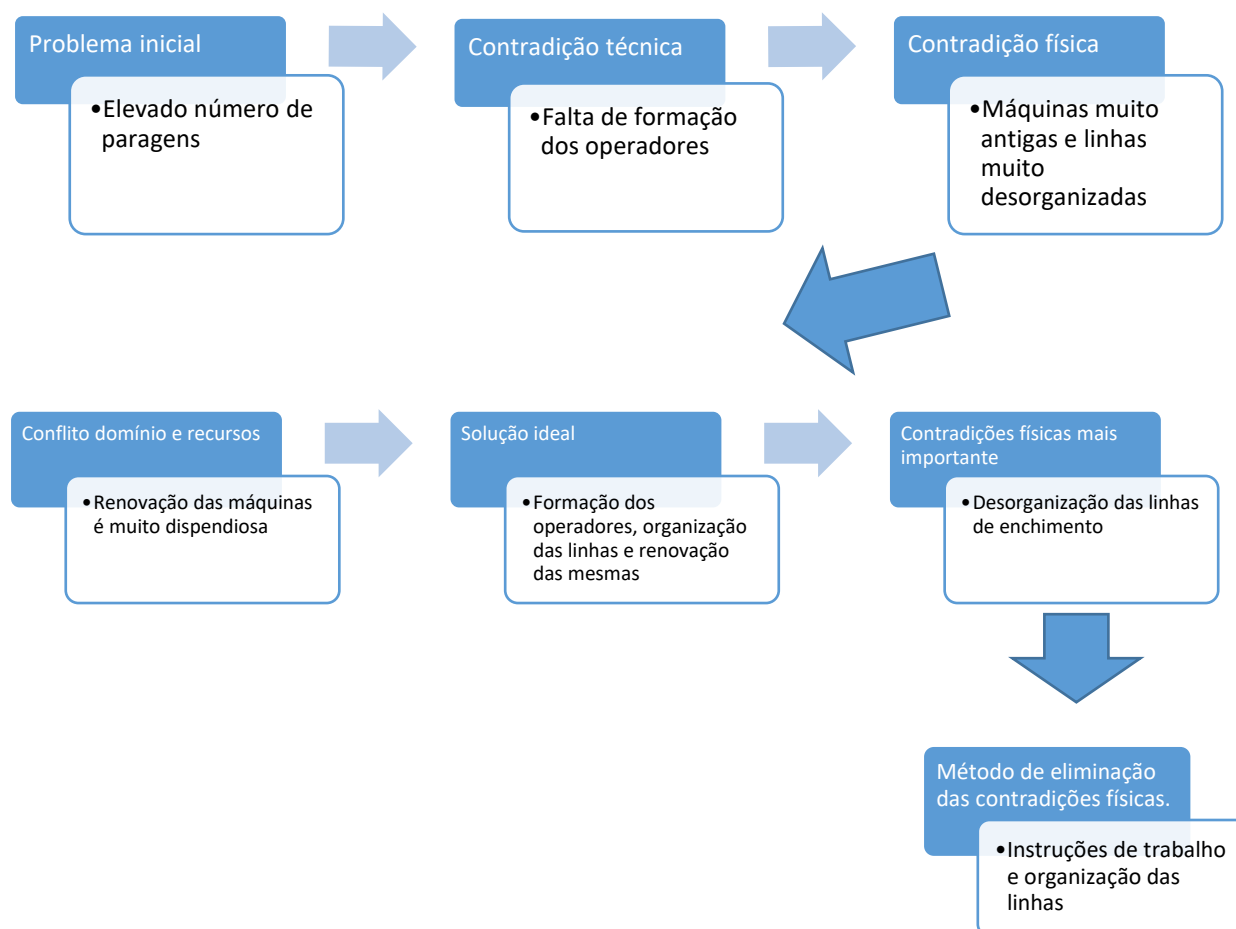 Problema inicial
•Elevado número de
paragens
Contradição técnica
•Falta de formação
dos operadores
Contradição física
•Máquinas muito
antigas e linhas
muito
desorganizadas
Conflito domínio e recursos
•Renovação das máquinas
é muito dispendiosa
Solução ideal
•Formação dos
operadores, organização
das linhas e renovação
das mesmas
Contradições físicas mais
importante
•Desorganização das linhas
de enchimento
Método de eliminação
das contradições físicas.
•Instruções de trabalho
e organização das
linhas